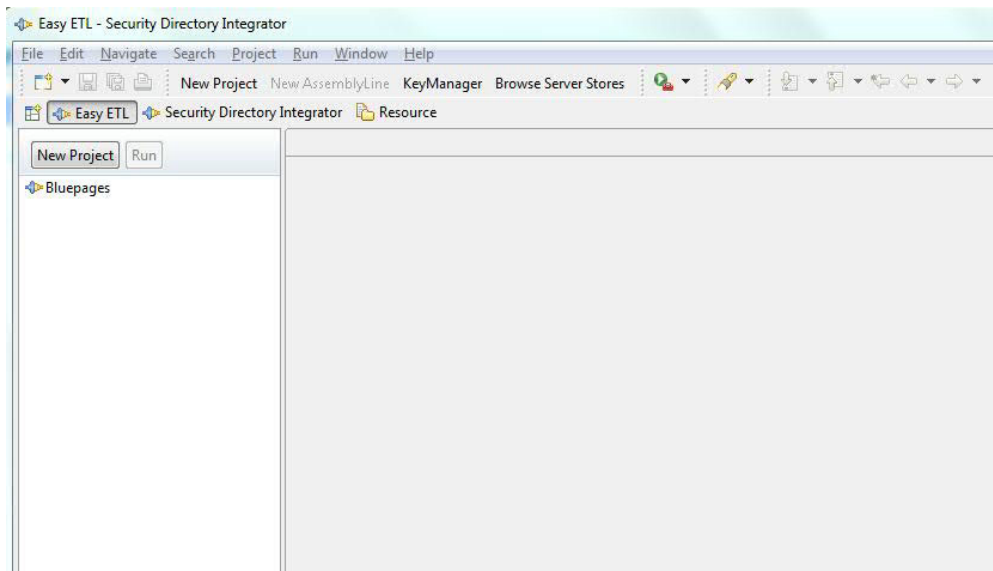 Easy ETL - Security Directory Integrator
File Edit Navigate Search Project Run Window Help
New Project New AssemblyLine KeyManager Browse Server Stores
Easy ETL Security Directory Integrator Resource
New Project Run
Bluepages